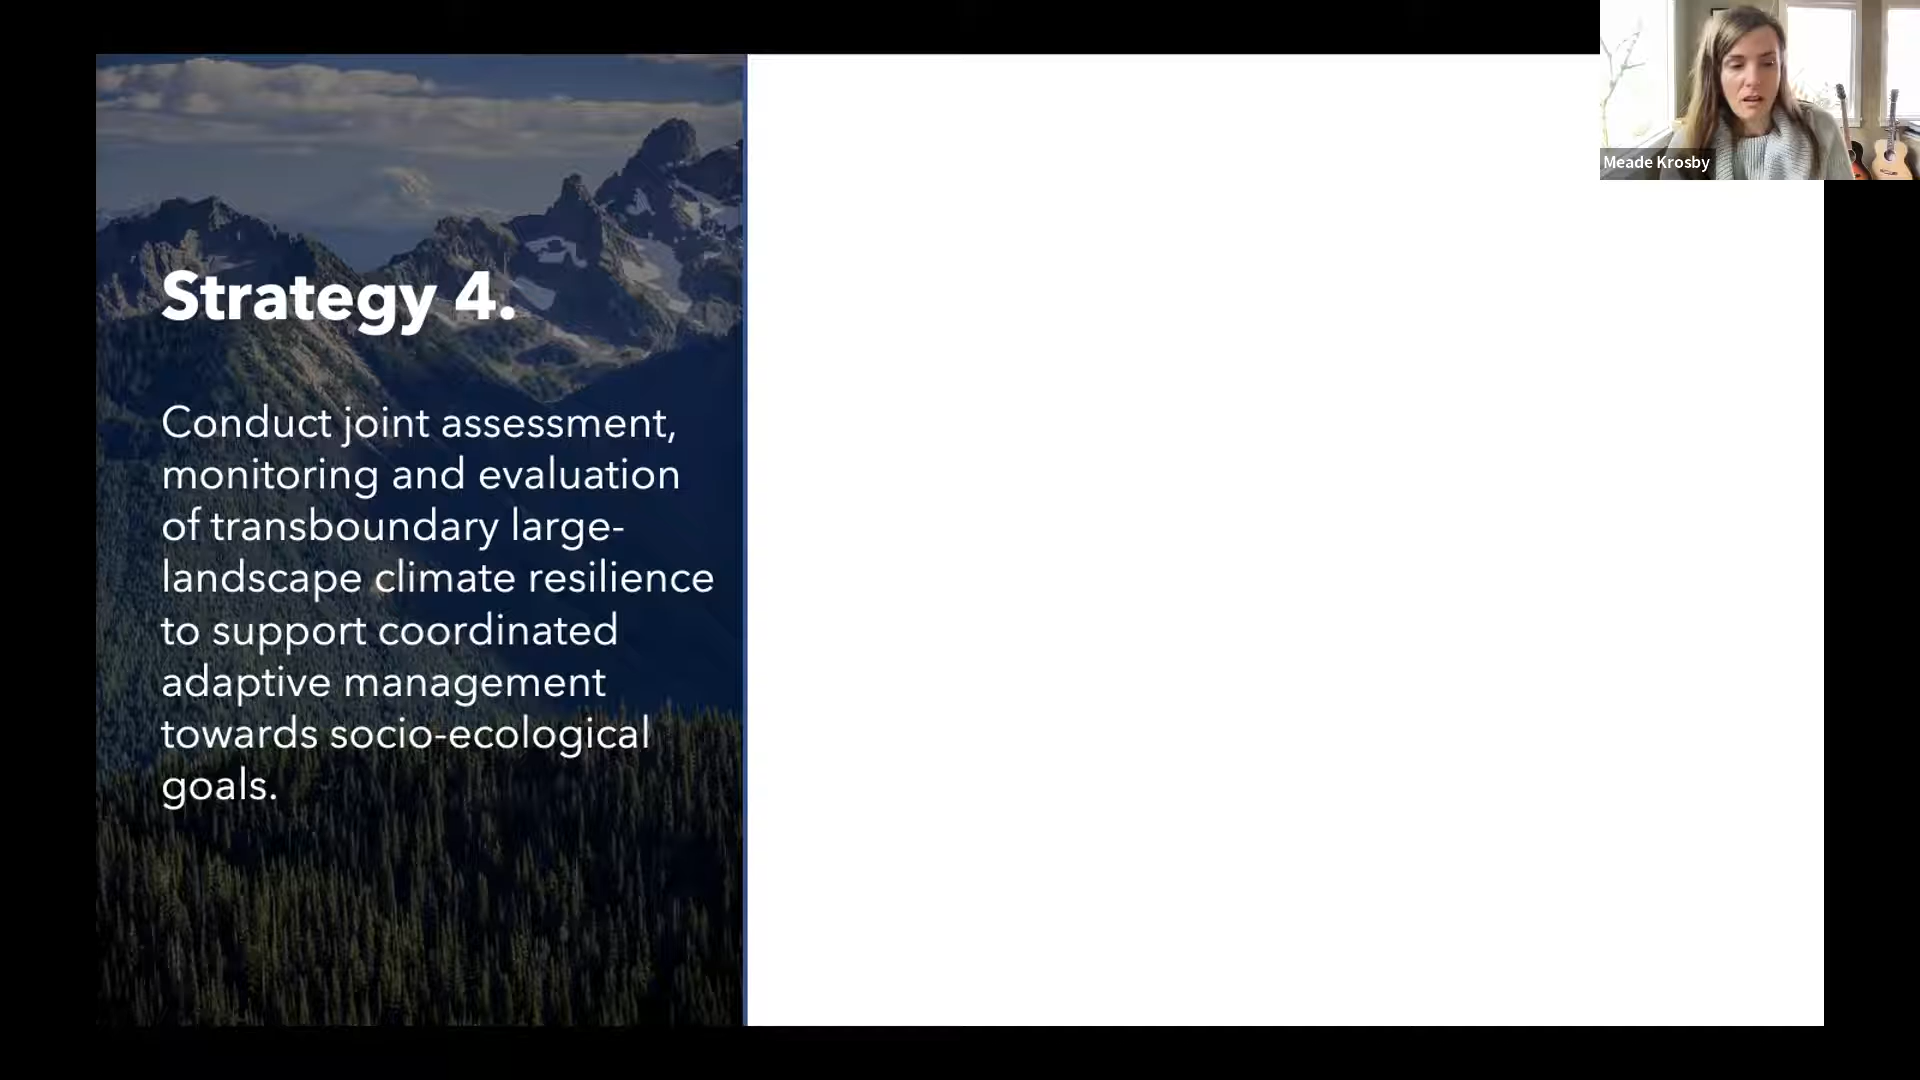 Meade Krosby
Strategy 4.
Conduct joint assessment,
monitoring and evaluation
of transboundary large-
landscape climate resilience
to support coordinated
adaptive management
towards socio-ecological
goals.